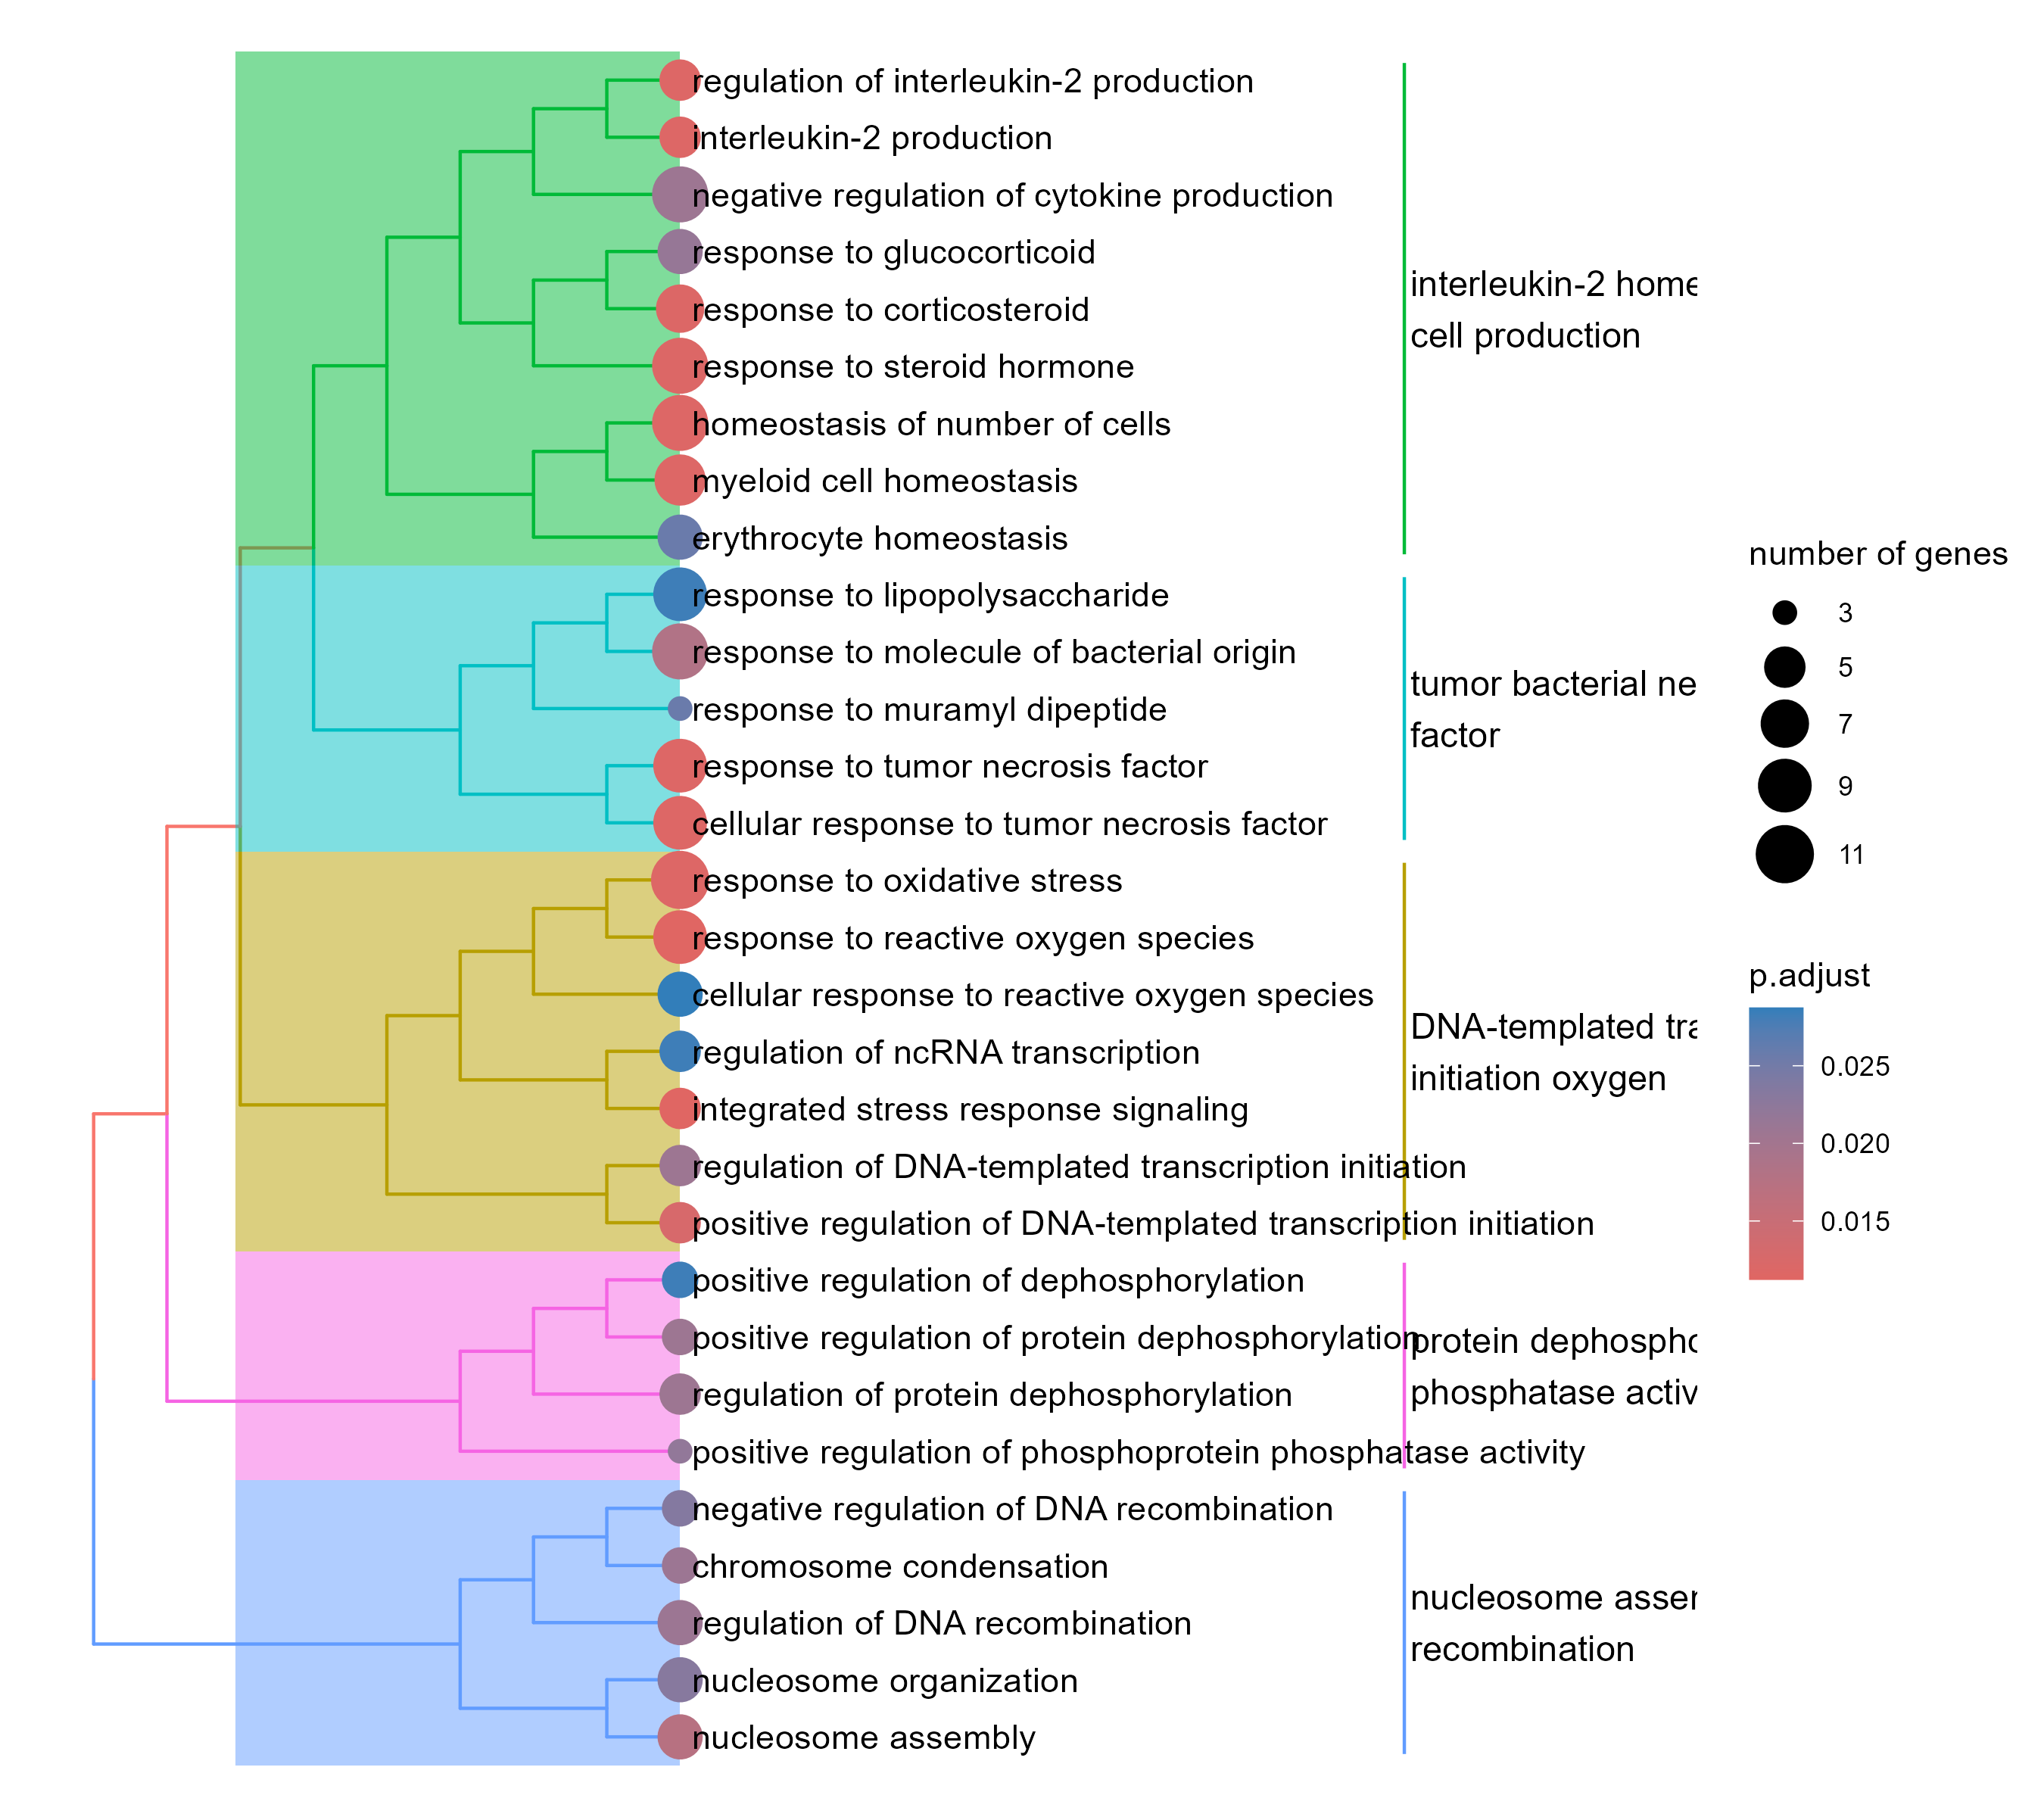 regulation of interleukin-2 production
interleukin-2 production
negative regulation of cytokine production
response to glucocorticoid
response to corticosteroid
response to steroid hormone
homeostasis of number of cells
myeloid cell homeostasis
erythrocyte homeostasis
response to lipopolysaccharide
response to molecule of bacterial origin
response to muramyl dipeptide
response to tumor necrosis factor
cellular response to tumor necrosis factor
response to oxidative stress
response to reactive oxygen species
cellular response to reactive oxygen species
regulation of ncRNA transcription
integrated stress response signaling
regulation of DNA-templated transcription initiation
positive regulation of DNA-templated transcription initiation
positive regulation of dephosphorylation
positive regulation of protein dephosphorylation
regulation of protein dephosphorylation
positive regulation of phosphoprotein phosphatase activity
negative regulation of DNA recombination
chromosome condensation
regulation of DNA recombination
nucleosome organization
nucleosome assembly
interleukin-2 home
cell production
tumor bacterial ne
factor
DNA-templated tra
initiation oxygen
protein dephospho
phosphatase activ
nucleosome assem
recombination
number of genes
3
5
7
9
11
p.adjust
0.025
0.020
0.015